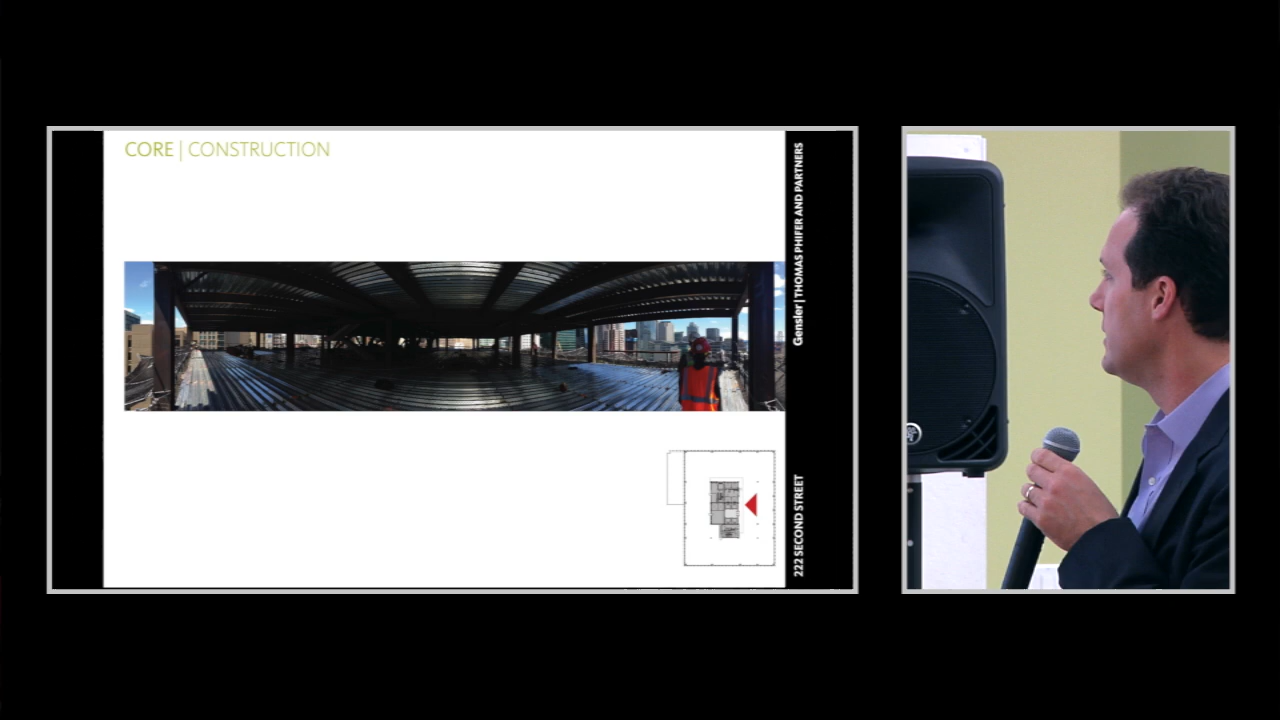 CORE | CONSTRUCTION
Gensler | THOMAS PHIFER AND PARTNERS
222 SECOND STREET